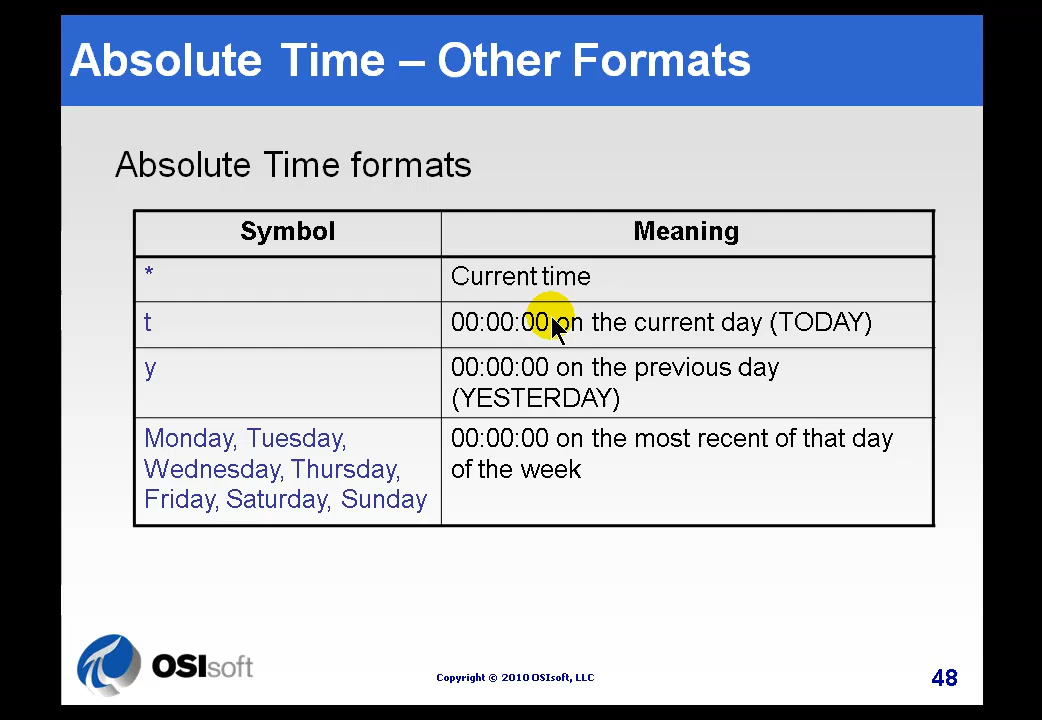 Absolute Time – Other Formats
Absolute Time formats
Symbol Meaning
* Current time
t 00:00:00 on the current day (TODAY)
y 00:00:00 on the previous day
(YESTERDAY)
Monday, Tuesday, 00:00:00 on the most recent of that day
Wednesday, Thursday, of the week
Friday, Saturday, Sunday
OSIsoft
Copyright © 2010 OSIsoft, LLC
48